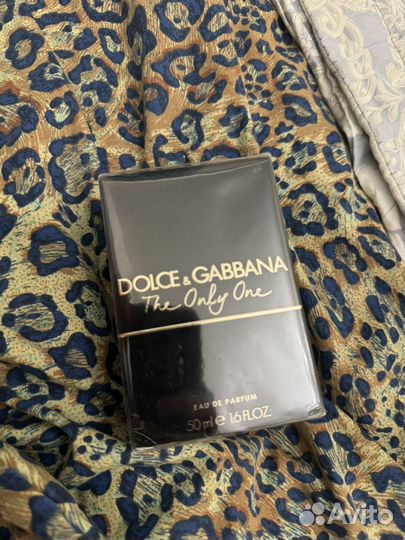 DOLCE & GABBANA
The Only One
EAU DE PARFUM
50 ml e 1.6 FL.OZ.
Avito